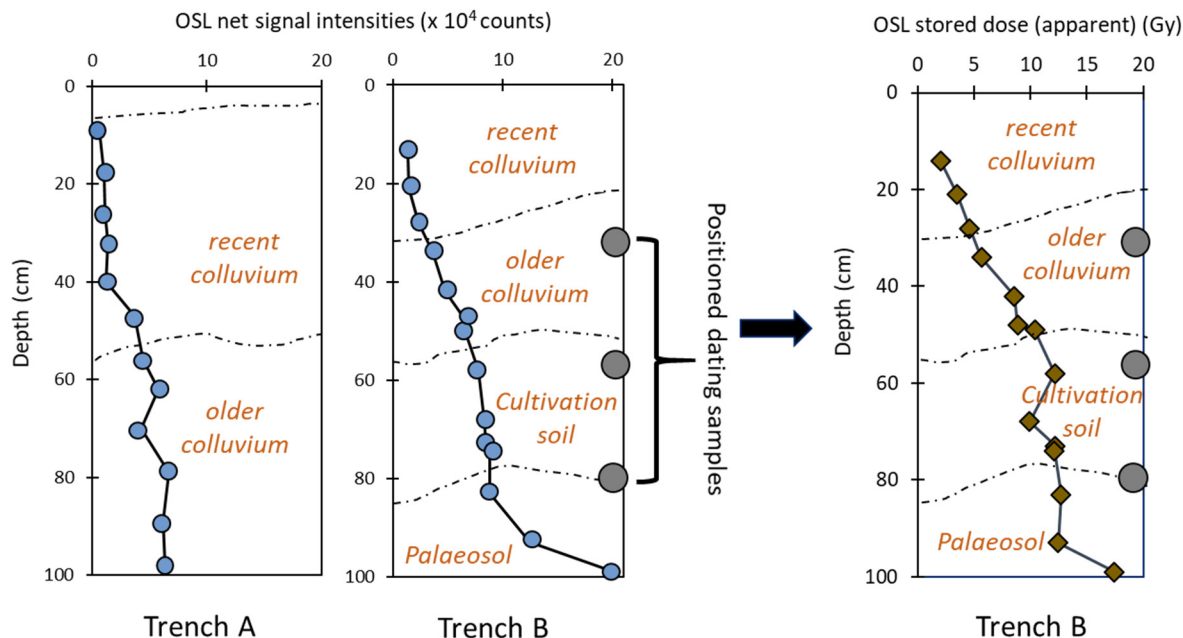 OSL net signal intensities (x 10⁴ counts)
0 10 20
0
20
40
60
80
100
Depth (cm)
recent
colluvium
older
colluvium
Trench A
0 10 20
0
20
40
60
80
100
recent
colluvium
older
colluvium
Cultivation
soil
Palaeosol
Trench B
Positioned dating samples
OSL stored dose (apparent) (Gy)
0 5 10 15 20
0
20
40
60
80
100
Depth (cm)
recent
colluvium
older
colluvium
Cultivation
soil
Palaeosol
Trench B